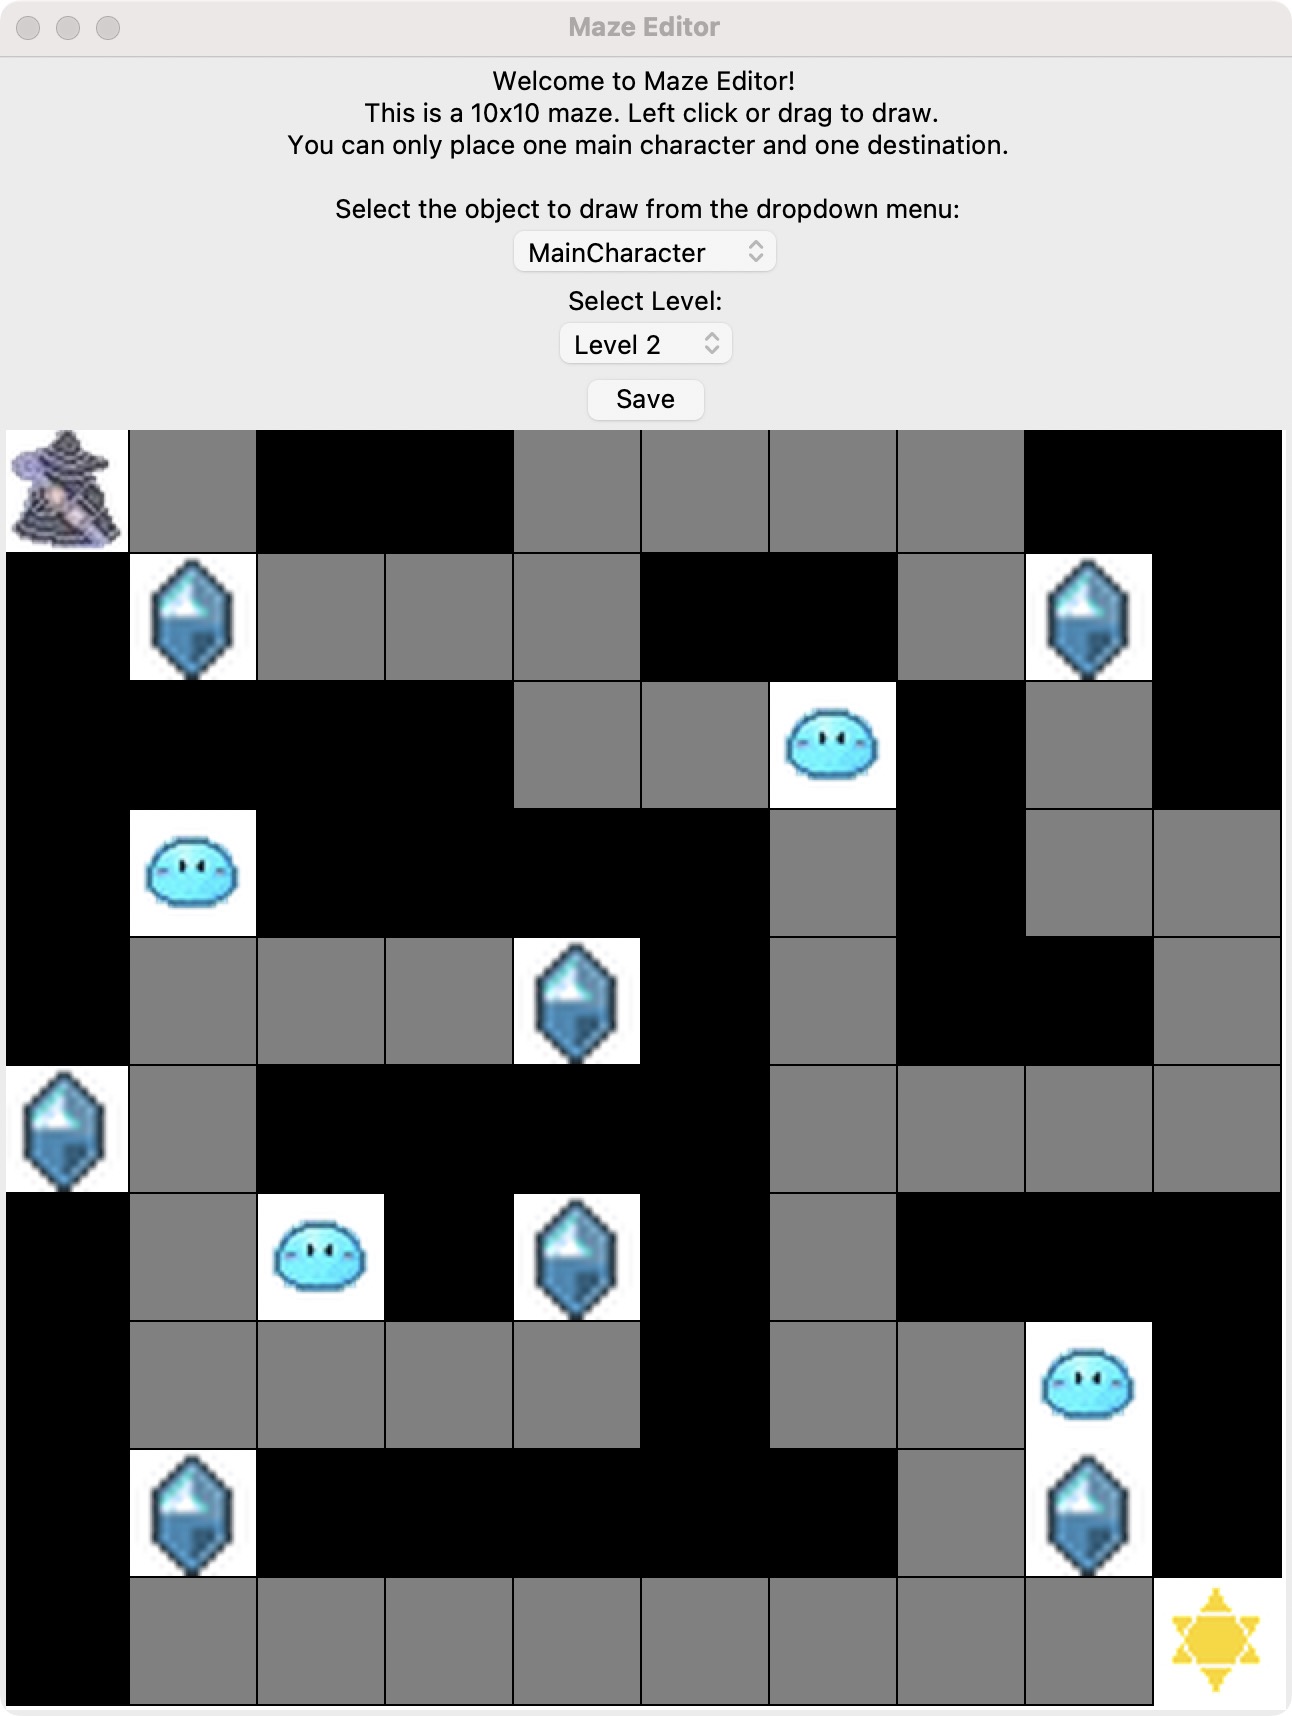 Maze Editor
Welcome to Maze Editor!
This is a 10x10 maze. Left click or drag to draw.
You can only place one main character and one destination.
Select the object to draw from the dropdown menu:
MainCharacter
Select Level:
Level 2
Save